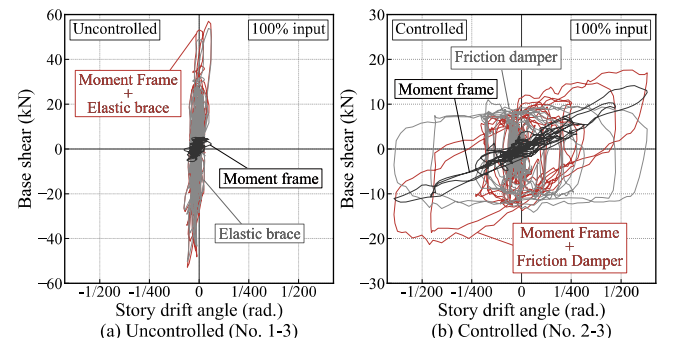 Uncontrolled
100% input
Moment Frame
+
Elastic brace
Moment frame
Elastic brace
Base shear (kN)
60
40
20
0
−20
−40
−60
-1/200
-1/400
0
1/400
1/200
Story drift angle (rad.)
(a) Uncontrolled (No. 1-3)
Controlled
100% input
Friction damper
Moment frame
Moment Frame
+
Friction Damper
Base shear (kN)
30
20
10
0
−10
−20
−30
-1/200
-1/400
0
1/400
1/200
Story drift angle (rad.)
(b) Controlled (No. 2-3)